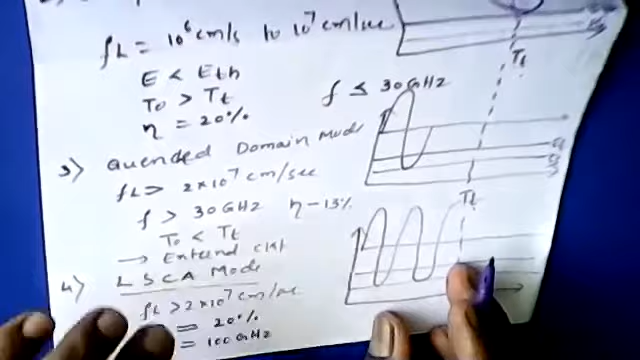 fL = 10⁶ cm/s to 10⁷ cm/sec
E < Eth
To > Tt
η = 20%
f ≤ 30 GHz
Tt
3) Quended Domain Mode
fL > 2×10⁷ cm/sec
f > 30 GHz η - 13%
To < Tt
→ External ckt
Tt
4) LSCA Mode
fL > 2×10⁷ cm/sec
= 20%
= 100 GHz